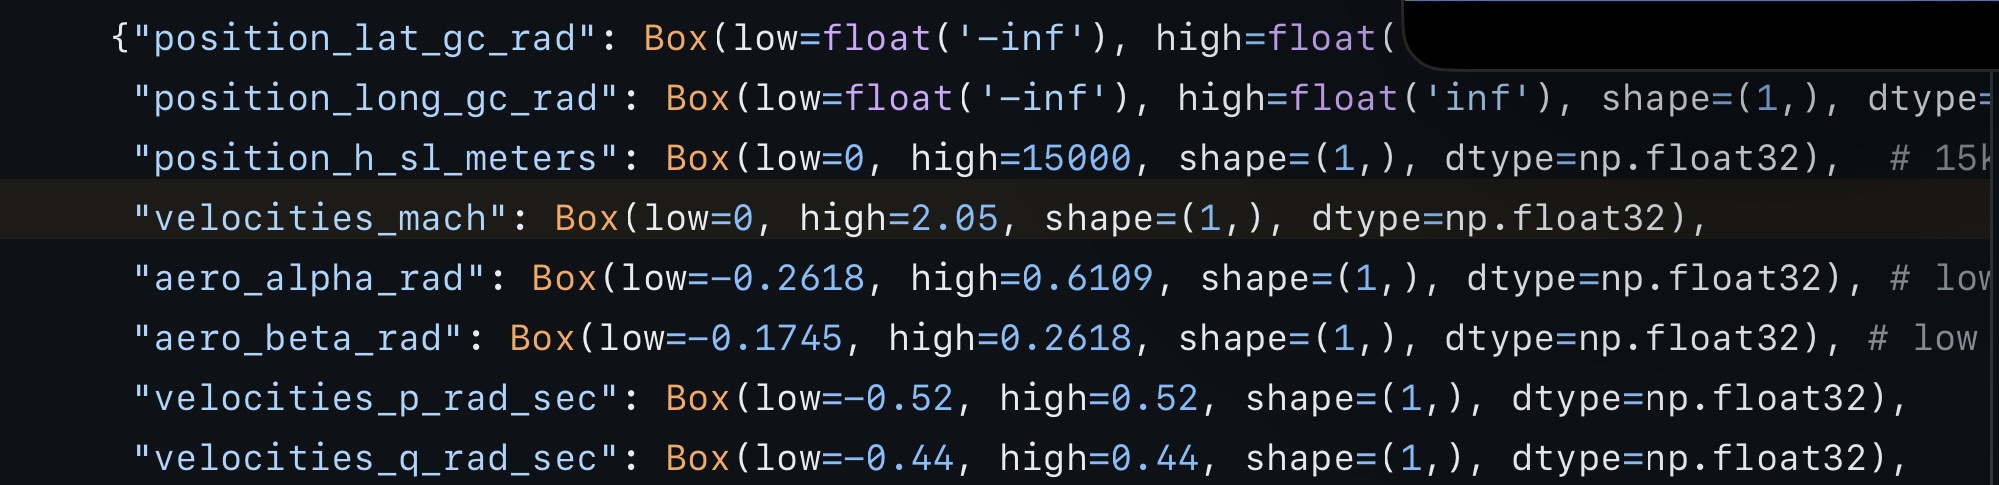 {"position_lat_gc_rad": Box(low=float('-inf'), high=float(
"position_long_gc_rad": Box(low=float('-inf'), high=float('inf'), shape=(1,), dtype=
"position_h_sl_meters": Box(low=0, high=15000, shape=(1,), dtype=np.float32),  # 15k
"velocities_mach": Box(low=0, high=2.05, shape=(1,), dtype=np.float32),
"aero_alpha_rad": Box(low=-0.2618, high=0.6109, shape=(1,), dtype=np.float32), # low
"aero_beta_rad": Box(low=-0.1745, high=0.2618, shape=(1,), dtype=np.float32), # low
"velocities_p_rad_sec": Box(low=-0.52, high=0.52, shape=(1,), dtype=np.float32),
"velocities_q_rad_sec": Box(low=-0.44, high=0.44, shape=(1,), dtype=np.float32),